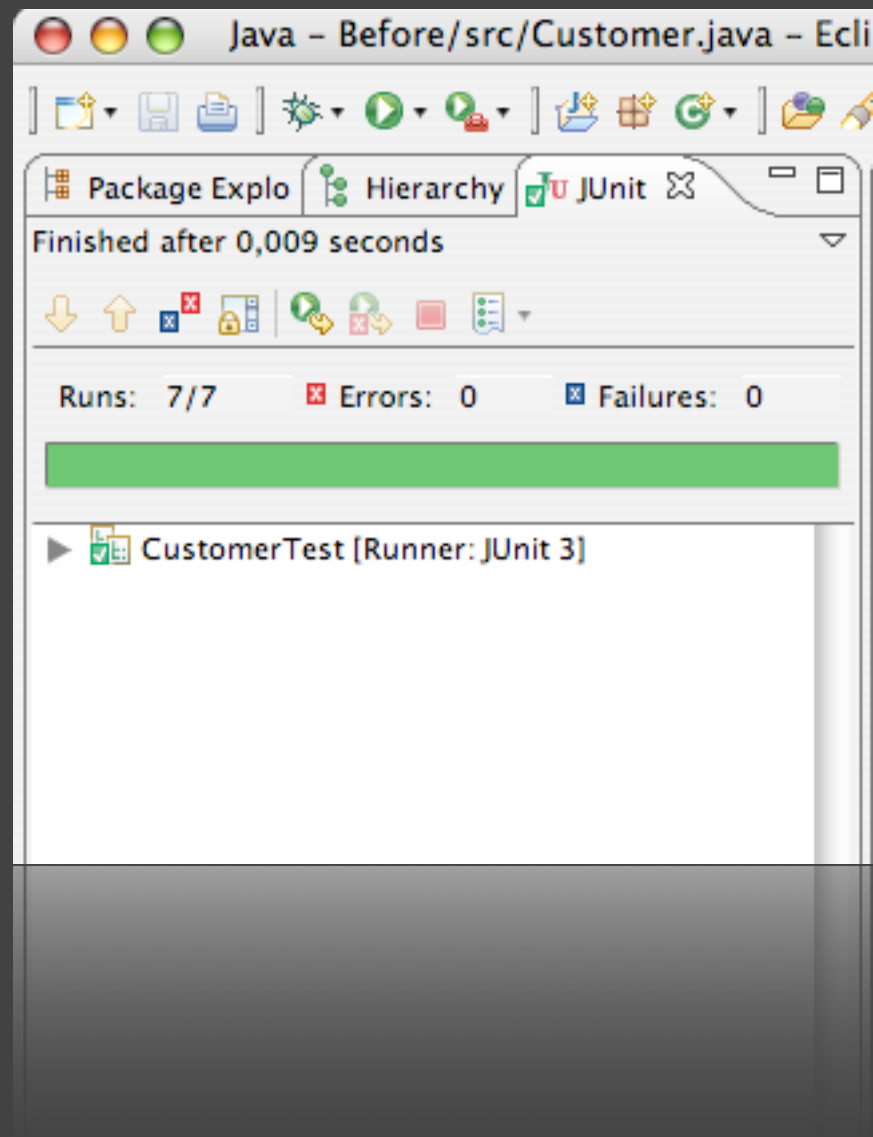 Java – Before/src/Customer.java – Ecli
Package Explo Hierarchy JU JUnit
Finished after 0,009 seconds
Runs: 7/7 Errors: 0 Failures: 0
CustomerTest [Runner: JUnit 3]